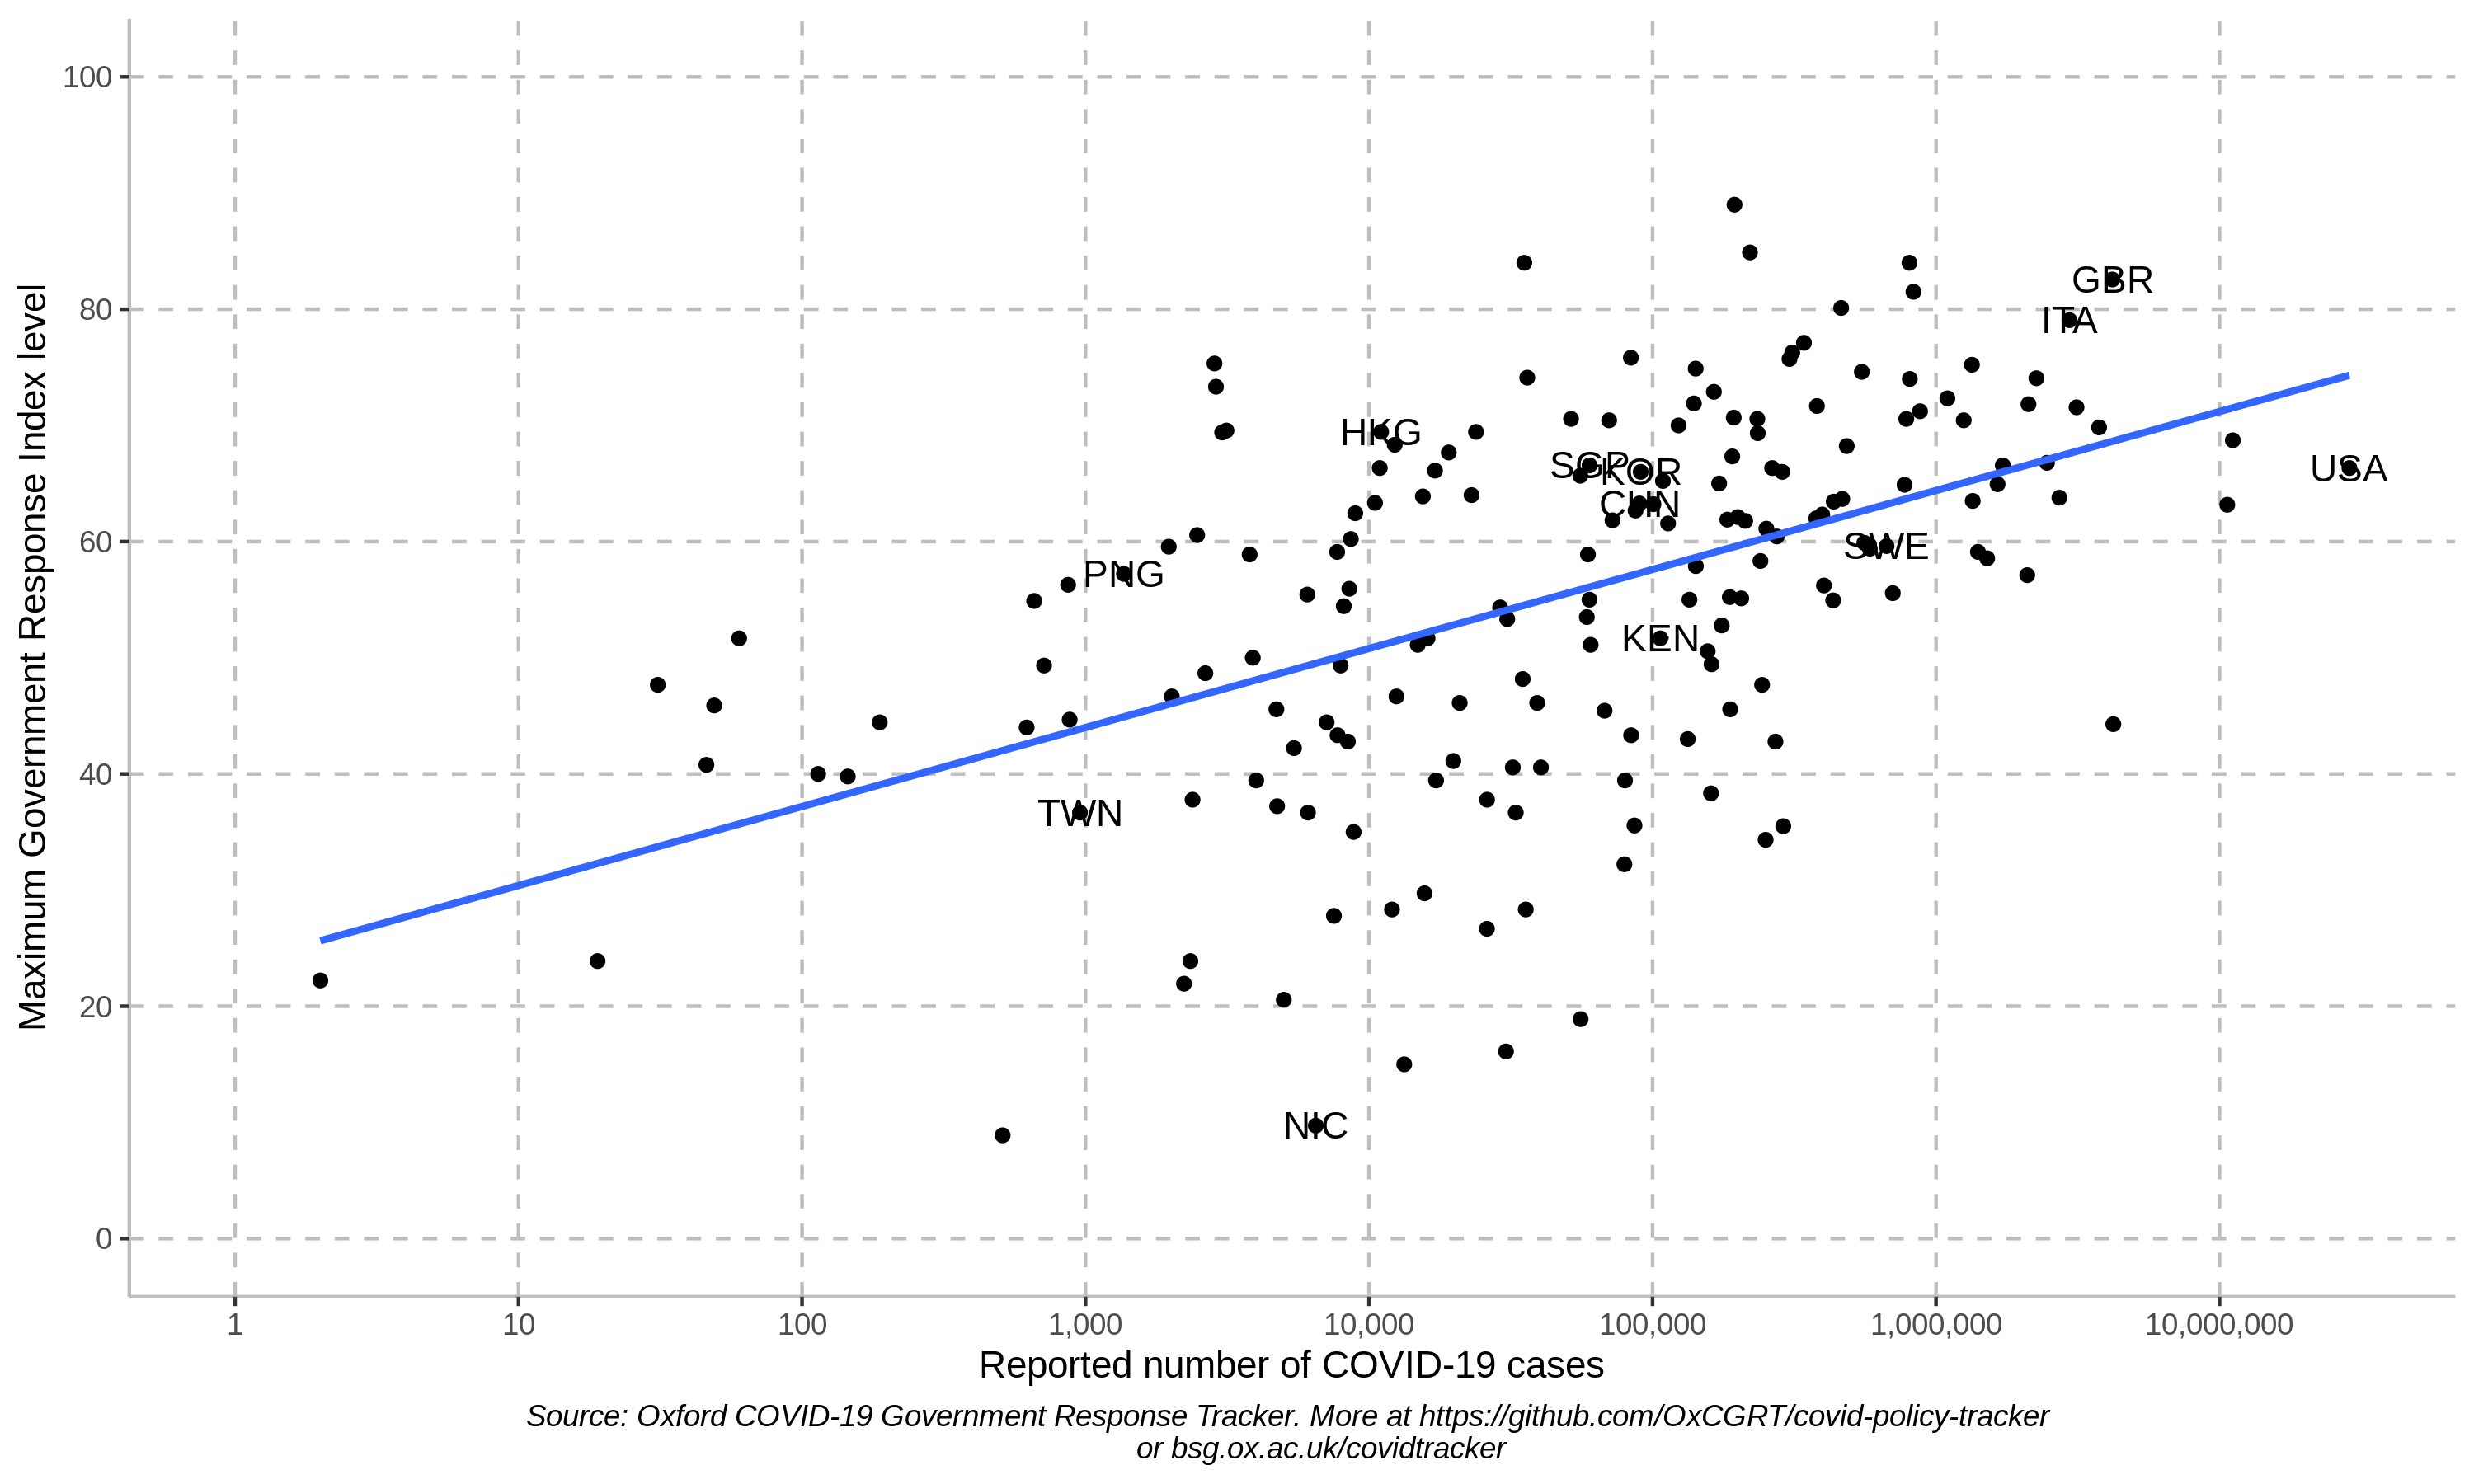 Maximum Government Response Index level
100
80
60
40
20
0
GBR
ITA
HKG
SGP
KOR
USA
CHN
SWE
PNG
KEN
TWN
NIC
1
10
100
1,000
10,000
100,000
1,000,000
10,000,000
Reported number of COVID-19 cases
Source: Oxford COVID-19 Government Response Tracker. More at https://github.com/OxCGRT/covid-policy-tracker
or bsg.ox.ac.uk/covidtracker